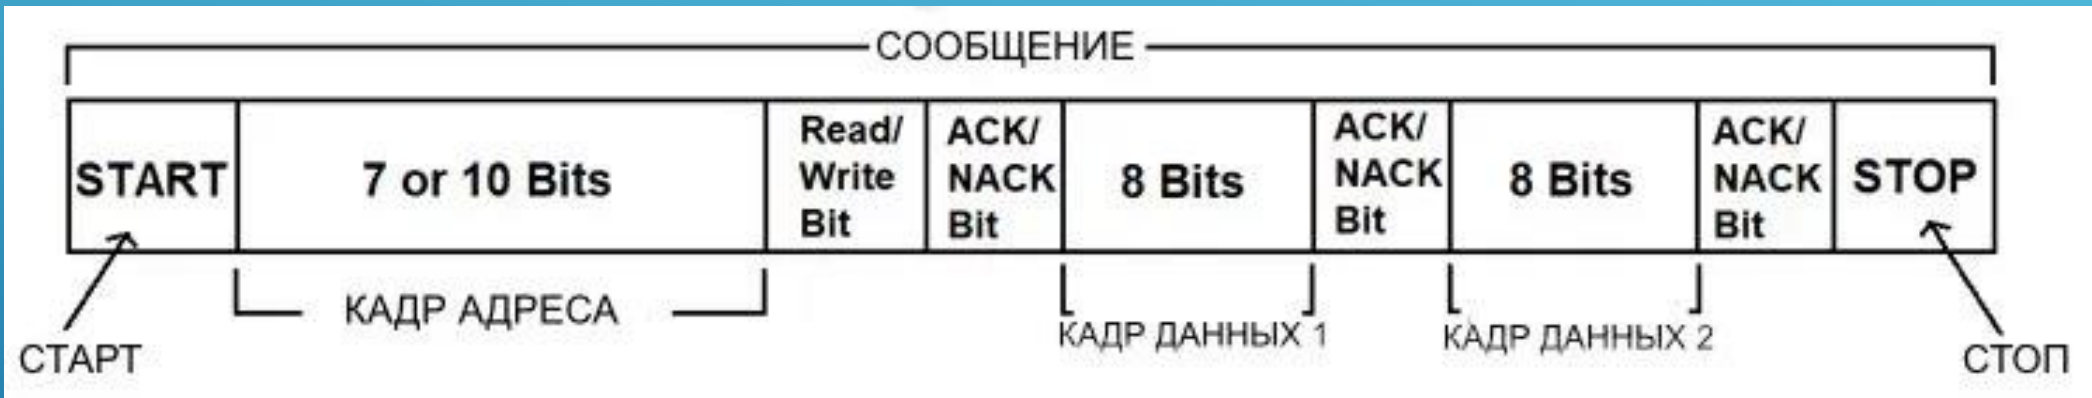 СООБЩЕНИЕ
START
7 or 10 Bits
Read/
Write
Bit
ACK/
NACK
Bit
8 Bits
ACK/
NACK
Bit
8 Bits
ACK/
NACK
Bit
STOP
СТАРТ
КАДР АДРЕСА
КАДР ДАННЫХ 1
КАДР ДАННЫХ 2
СТОП